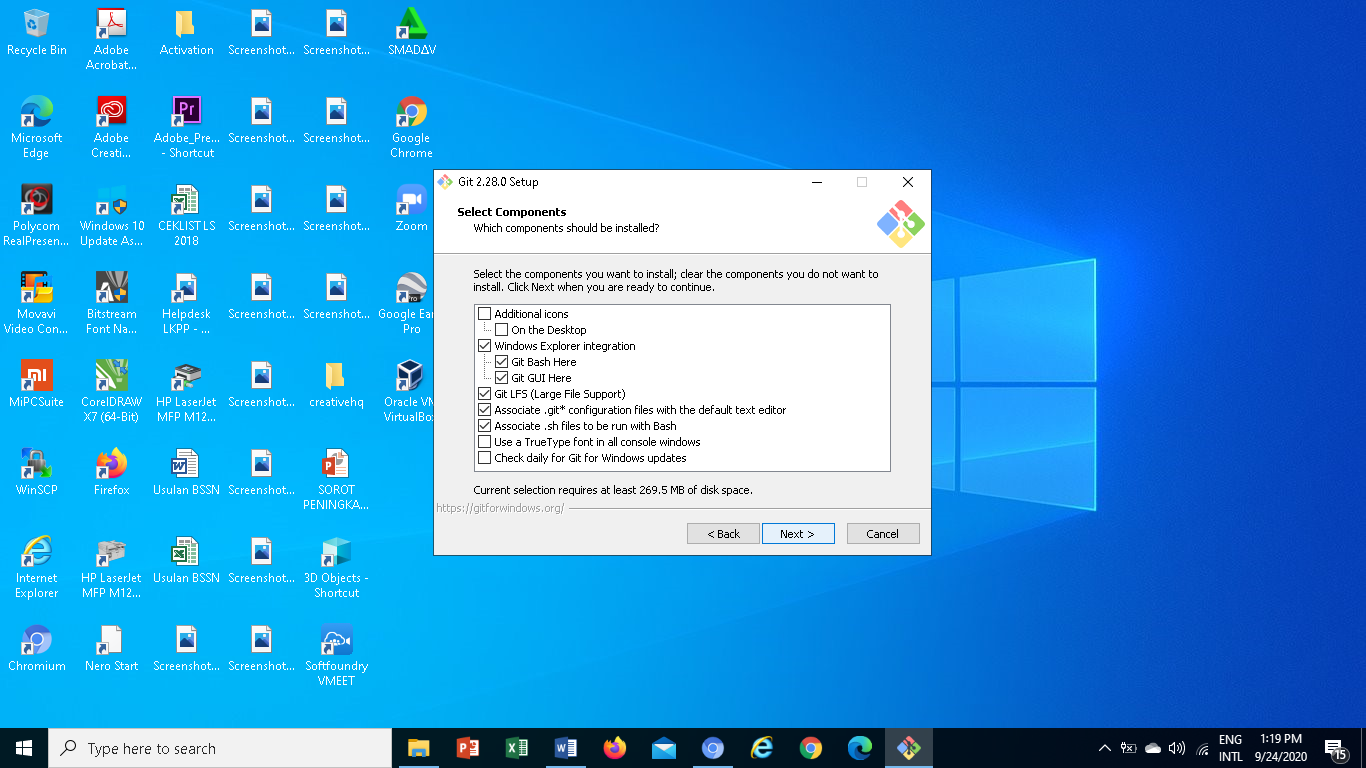 Recycle Bin
Adobe
Acrobat...
Activation
Screenshot...
Screenshot...
SMADΔV
Microsoft
Edge
Adobe
Creati...
Adobe_Pre...
- Shortcut
Screenshot...
Screenshot...
Google
Chrome
Polycom
RealPresen...
Windows 10
Update As...
CEKLIST LS
2018
Screenshot...
Screenshot...
Zoom
Movavi
Video Con...
Bitstream
Font Na...
Helpdesk
LKPP - ...
Screenshot...
Screenshot...
Google Ear
Pro
MiPCSuite
CorelDRAW
X7 (64-Bit)
HP LaserJet
MFP M12...
Screenshot...
creativehq
Oracle VM
VirtualBox
WinSCP
Firefox
Usulan BSSN
Screenshot...
SOROT
PENINGKA...
Internet
Explorer
HP LaserJet
MFP M12...
Usulan BSSN
Screenshot...
3D Objects -
Shortcut
Chromium
Nero Start
Screenshot...
Screenshot...
Softfoundry
VMEET
Git 2.28.0 Setup
Select Components
Which components should be installed?
Select the components you want to install; clear the components you do not want to
install. Click Next when you are ready to continue.
Additional icons
On the Desktop
Windows Explorer integration
Git Bash Here
Git GUI Here
Git LFS (Large File Support)
Associate .git* configuration files with the default text editor
Associate .sh files to be run with Bash
Use a TrueType font in all console windows
Check daily for Git for Windows updates
Current selection requires at least 269.5 MB of disk space.
https://gitforwindows.org/
< Back
Next >
Cancel
Type here to search
ENG
INTL
1:19 PM
9/24/2020
15